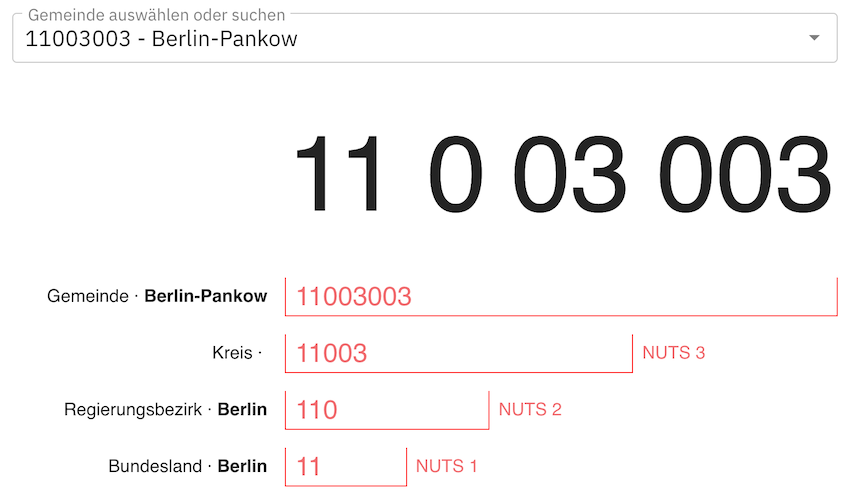 Gemeinde auswählen oder suchen
11003003 - Berlin-Pankow
11 0 03 003
Gemeinde · Berlin-Pankow 11003003
Kreis · 11003 NUTS 3
Regierungsbezirk · Berlin 110 NUTS 2
Bundesland · Berlin 11 NUTS 1